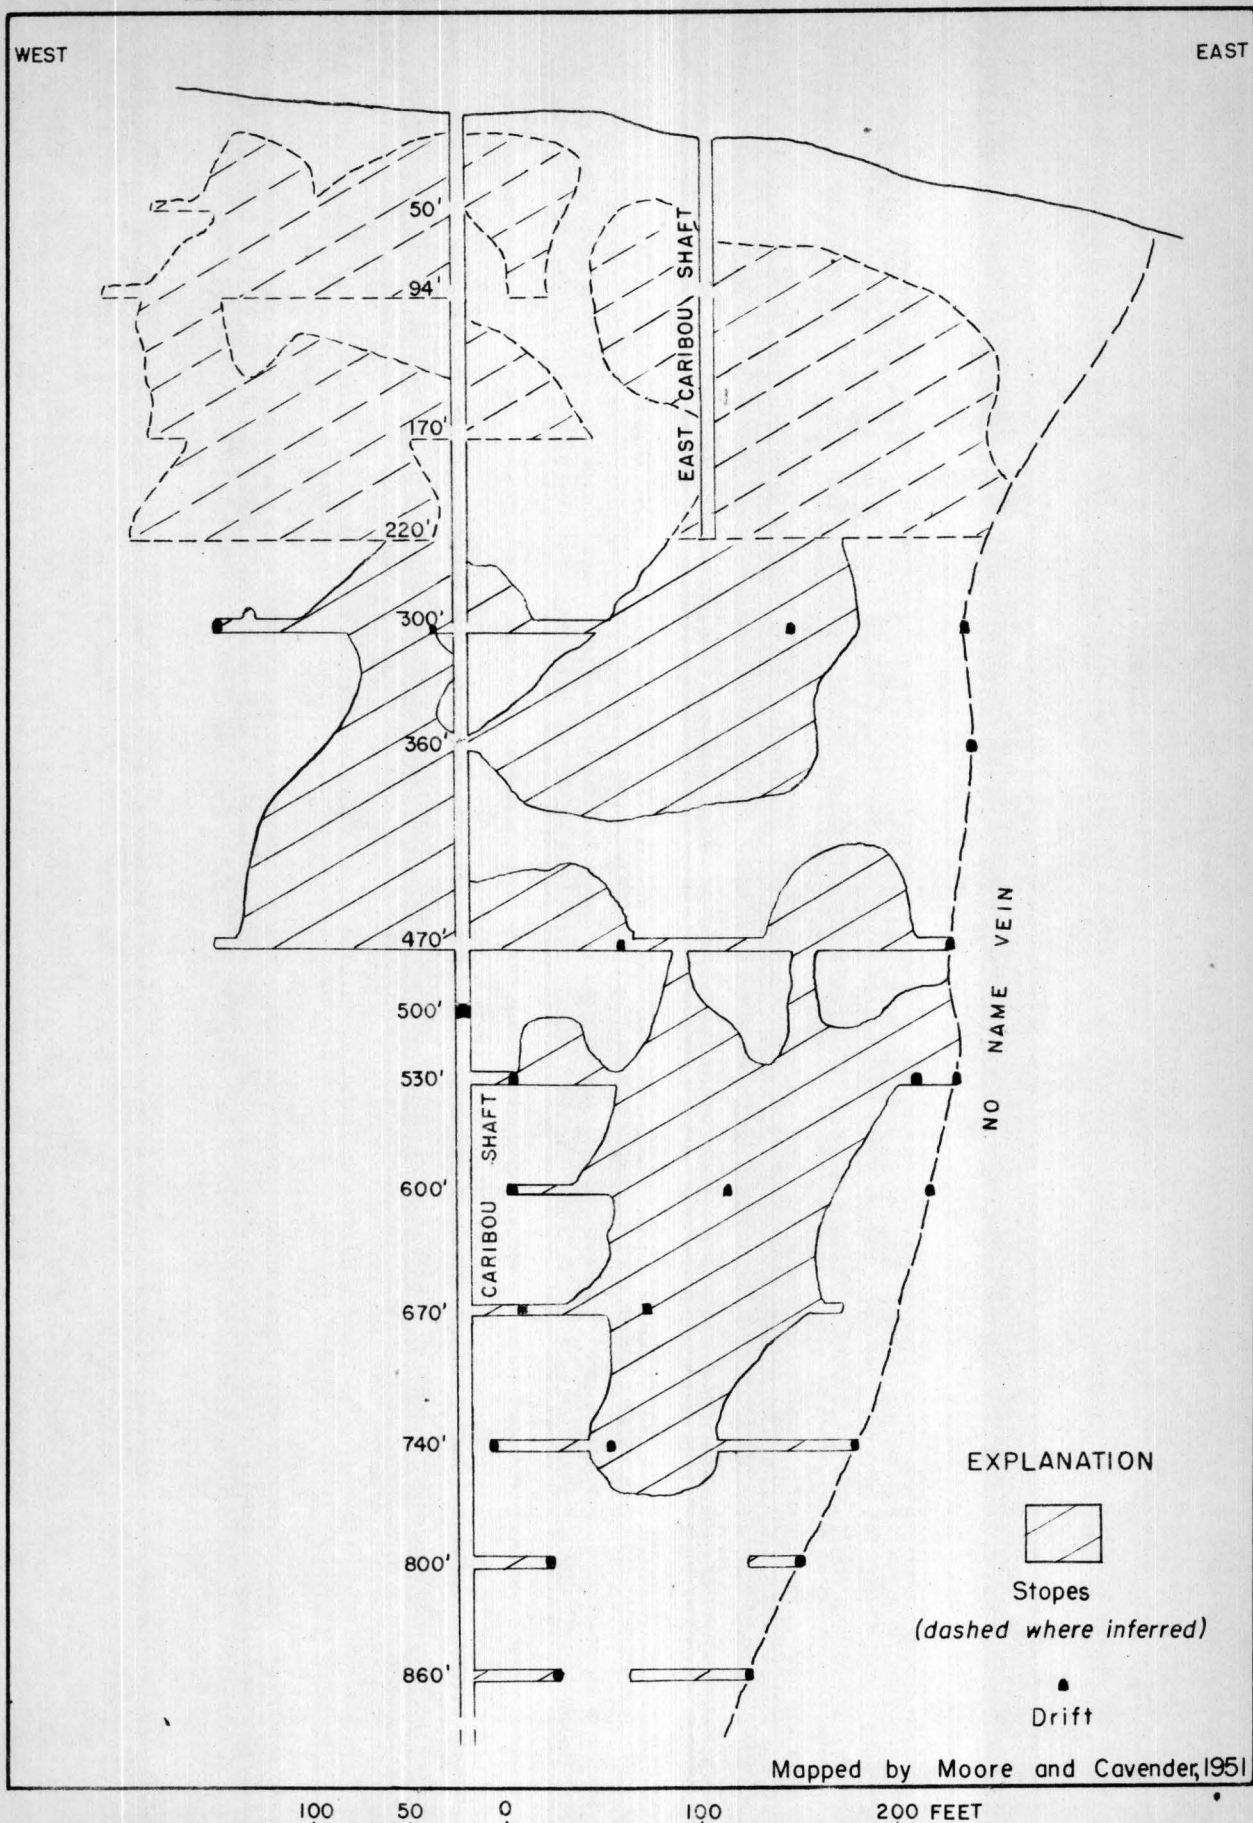 WEST
EAST
50'
94'
170'
220'
300'
360'
470'
500'
530'
600'
670'
740'
800'
860'
EAST CARIBOU SHAFT
CARIBOU SHAFT
NO NAME VEIN
EXPLANATION
Stopes
(dashed where inferred)
Drift
Mapped by Moore and Cavender, 1951
100 50 0 100 200 FEET